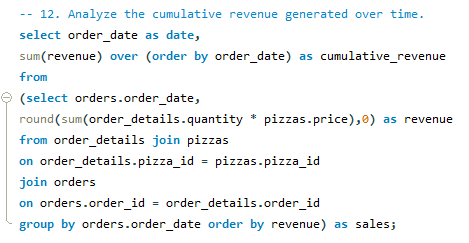 -- 12. Analyze the cumulative revenue generated over time.
select order_date as date,
sum(revenue) over (order by order_date) as cumulative_revenue
from
(select orders.order_date,
round(sum(order_details.quantity * pizzas.price),0) as revenue
from order_details join pizzas
on order_details.pizza_id = pizzas.pizza_id
join orders
on orders.order_id = order_details.order_id
group by orders.order_date order by revenue) as sales;